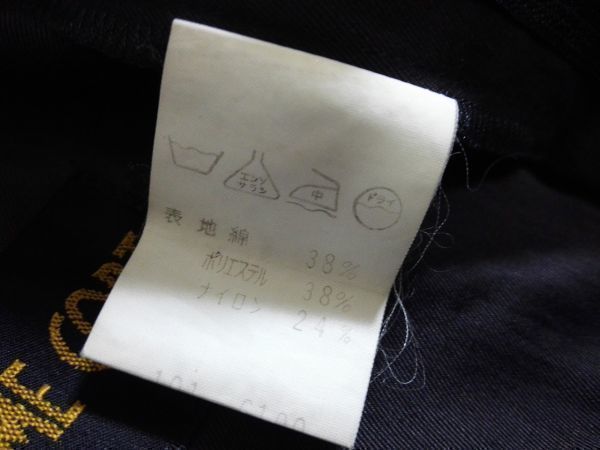 エンソ
サラシ
中
ドライ
表地綿 38%
ポリエステル 38%
ナイロン 24%